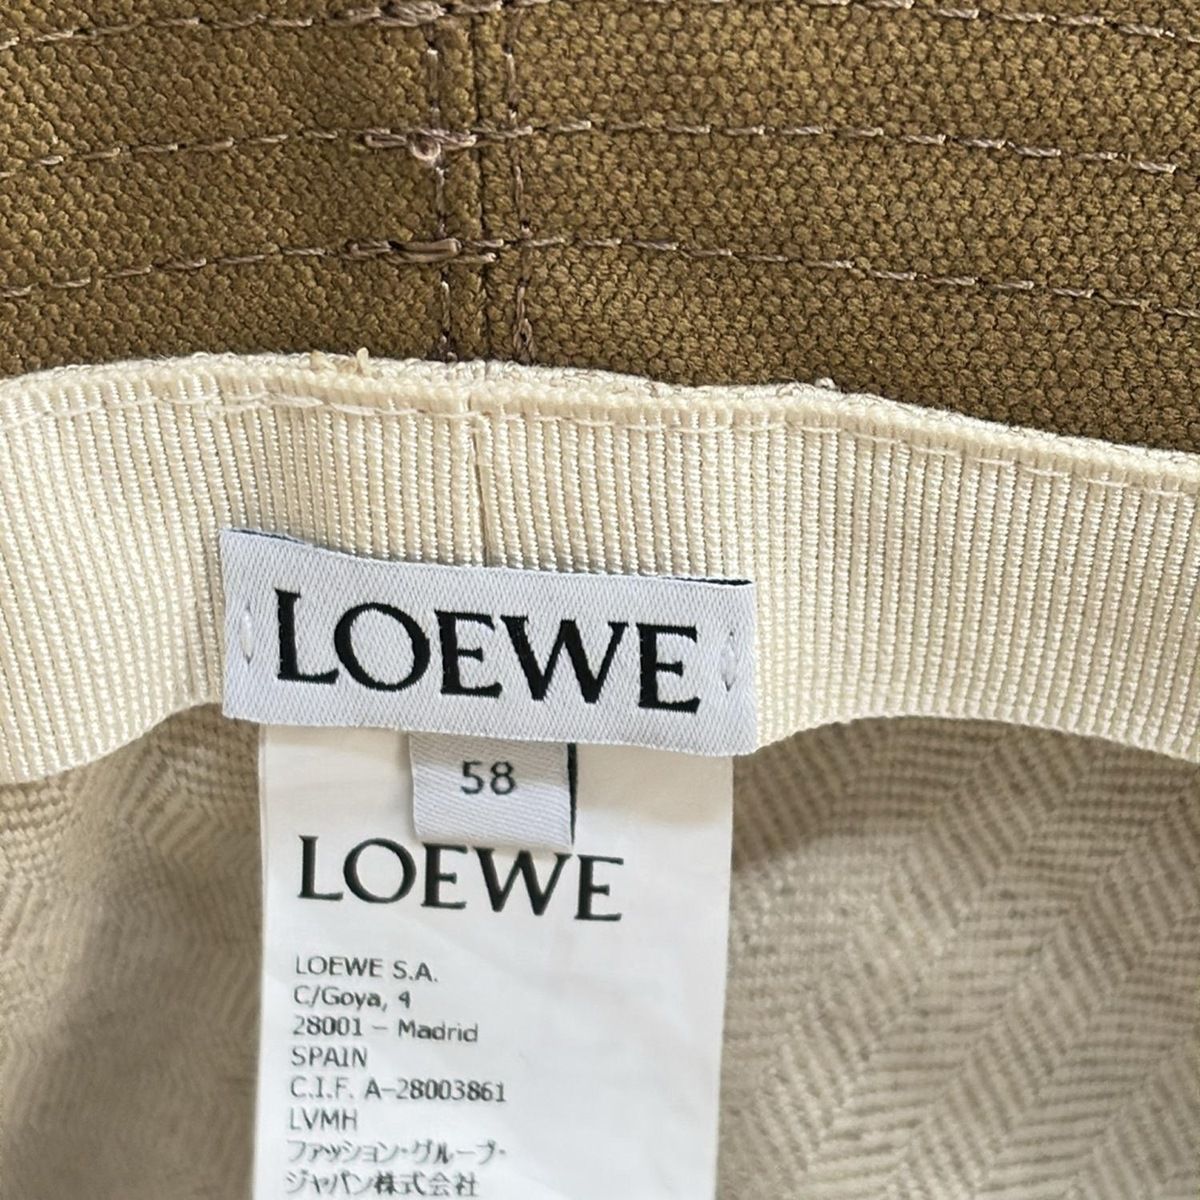 LOEWE
58
LOEWE
LOEWE S.A.
C/Goya, 4
28001 – Madrid
SPAIN
C.I.F. A-28003861
LVMH
ファッション・グループ・
ジャパン株式会社